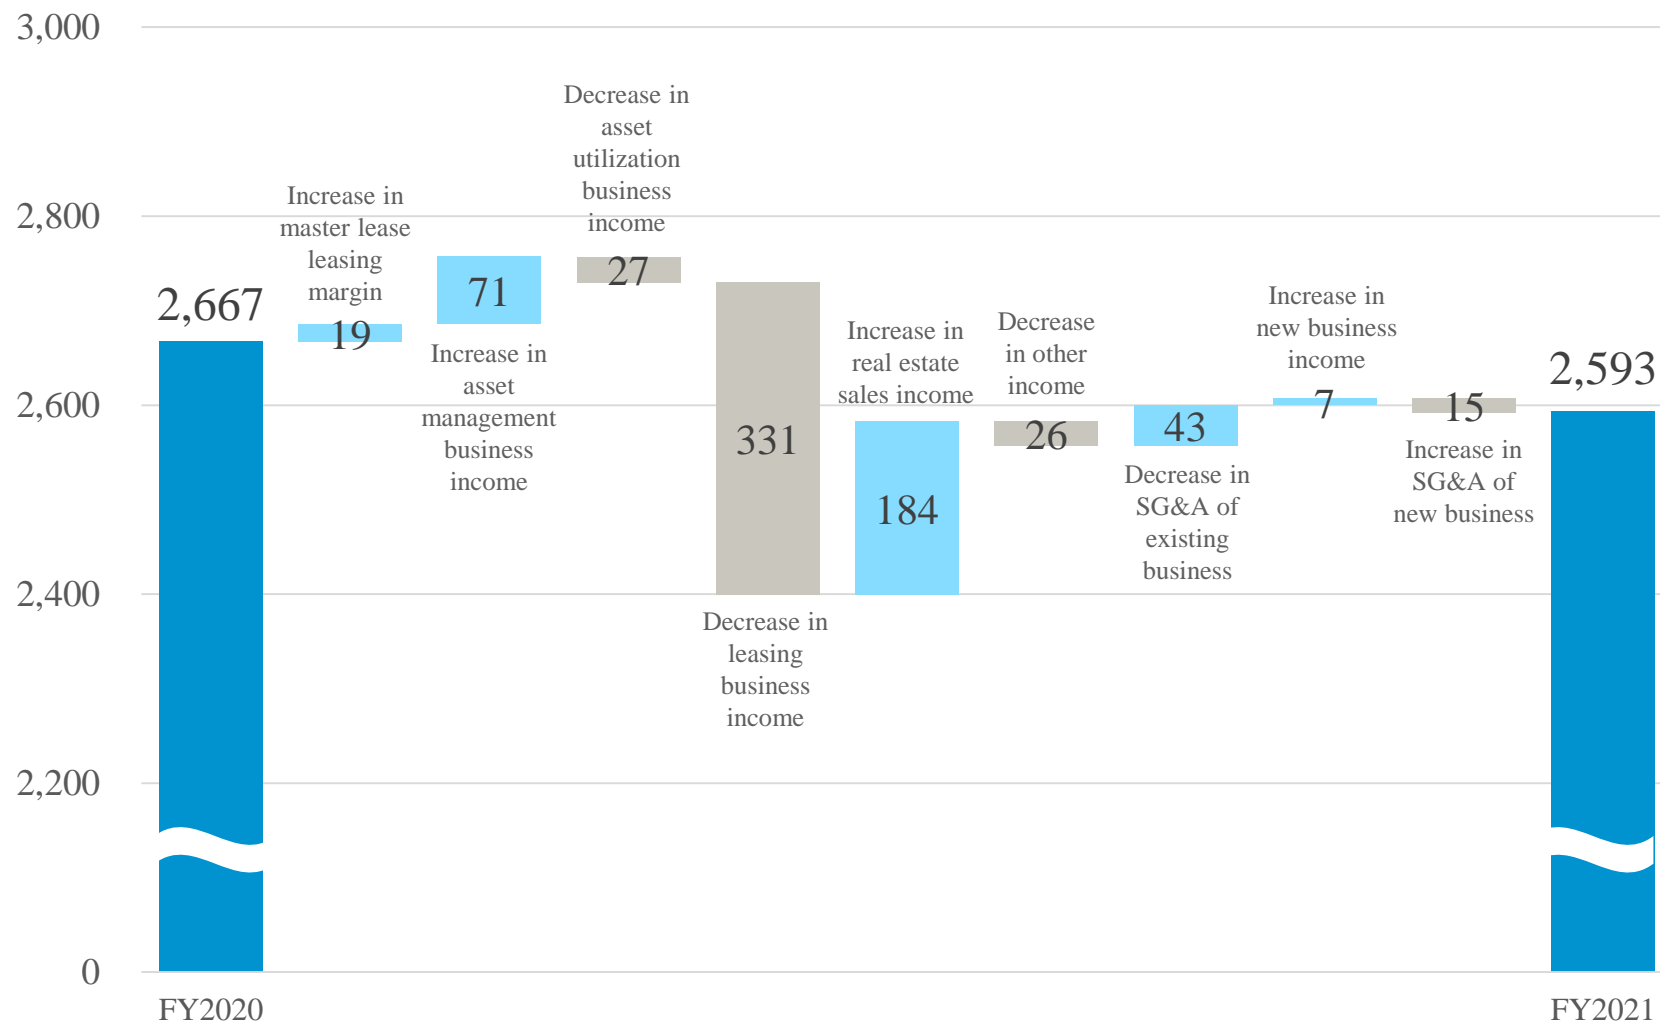 3,000
2,800
2,600
2,400
2,200
0
2,667
FY2020
Increase in
master lease
leasing
margin
19
71
Increase in
asset
management
business
income
Decrease in
asset
utilization
business
income
27
331
Decrease in
leasing
business
income
Increase in
real estate
sales income
184
Decrease
in other
income
26
43
Decrease in
SG&A of
existing
business
Increase in
new business
income
7
15
Increase in
SG&A of
new business
2,593
FY2021